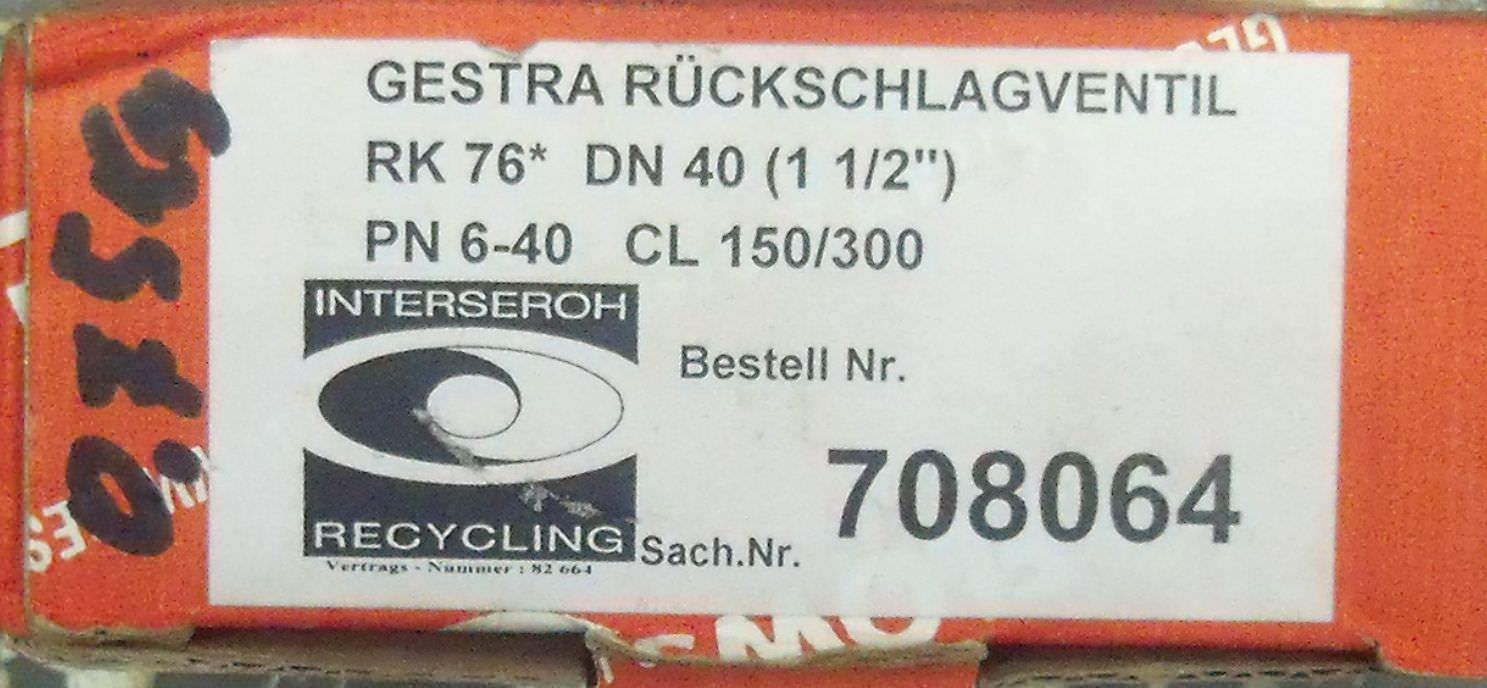 GESTRA RÜCKSCHLAGVENTIL
RK 76* DN 40 (1 1/2")
PN 6-40 CL 150/300
INTERSEROH
Bestell Nr.
708064
RECYCLING
Sach.Nr.
Vertrags - Nummer : 82 664